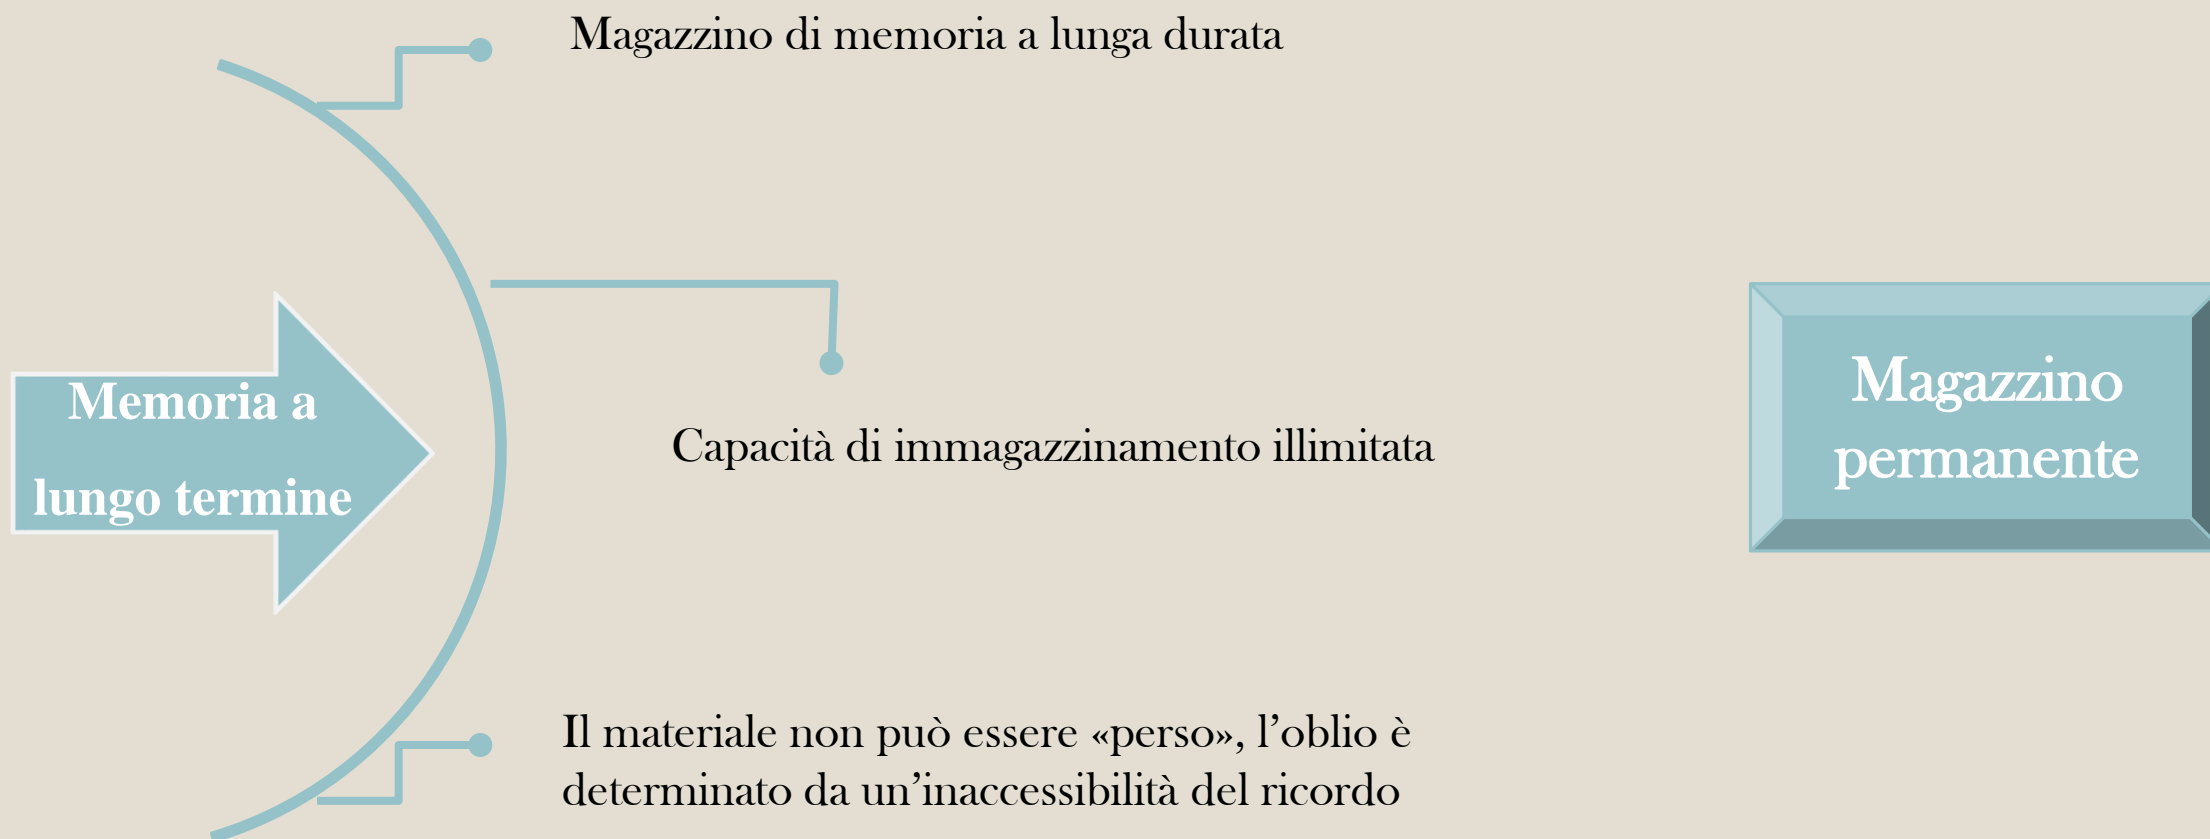 Magazzino di memoria a lunga durata
Memoria a
lungo termine
Capacità di immagazzinamento illimitata
Magazzino
permanente
Il materiale non può essere «perso», l’oblio è
determinato da un’inaccessibilità del ricordo